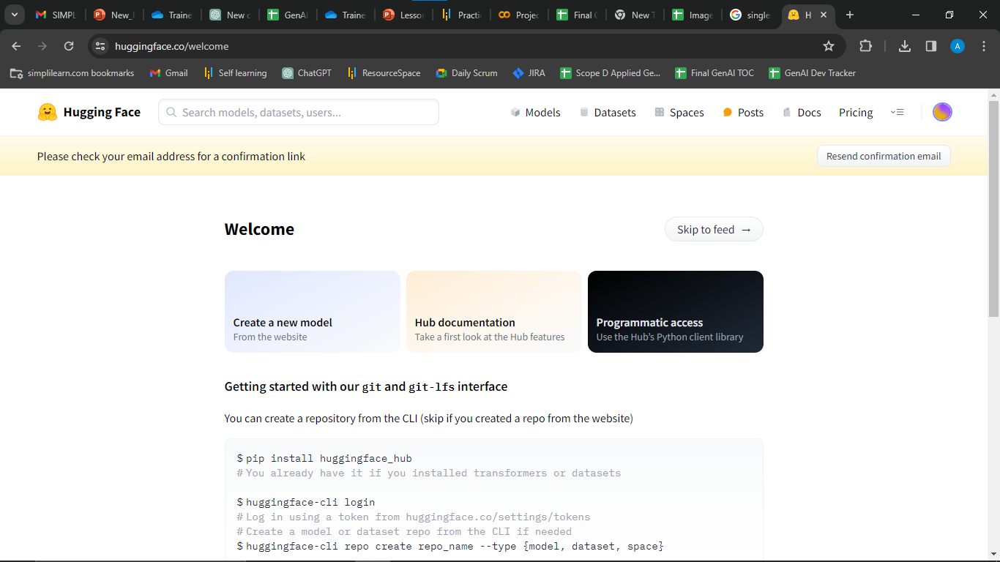 SIMPL
New_
Traine
New c
GenAI
Traine
Lesso
Practi
Projec
Final
New T
Image
single
H
huggingface.co/welcome
A
simplilearn.com bookmarks
Gmail
Self learning
ChatGPT
ResourceSpace
Daily Scrum
JIRA
Scope D Applied Ge...
Final GenAI TOC
GenAI Dev Tracker
Hugging Face
Search models, datasets, users...
Models
Datasets
Spaces
Posts
Docs
Pricing
Please check your email address for a confirmation link
Resend confirmation email
Welcome
Skip to feed →
Create a new model
From the website
Hub documentation
Take a first look at the Hub features
Programmatic access
Use the Hub's Python client library
Getting started with our git and git-lfs interface
You can create a repository from the CLI (skip if you created a repo from the website)
$ pip install huggingface_hub
# You already have it if you installed transformers or datasets
$ huggingface-cli login
# Log in using a token from huggingface.co/settings/tokens
# Create a model or dataset repo from the CLI if needed
$ huggingface-cli repo create repo_name --type {model, dataset, space}